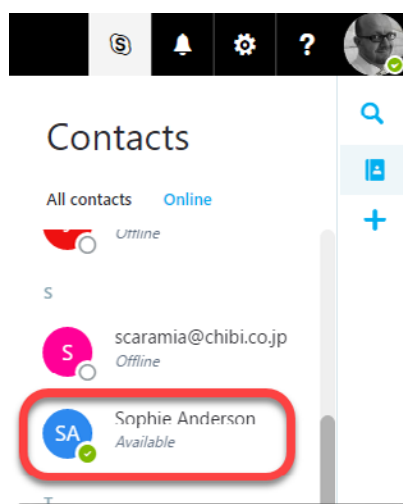 S
?
Contacts
All contacts Online
Offline
S
S
scaramia@chibi.co.jp
Offline
SA
Sophie Anderson
Available